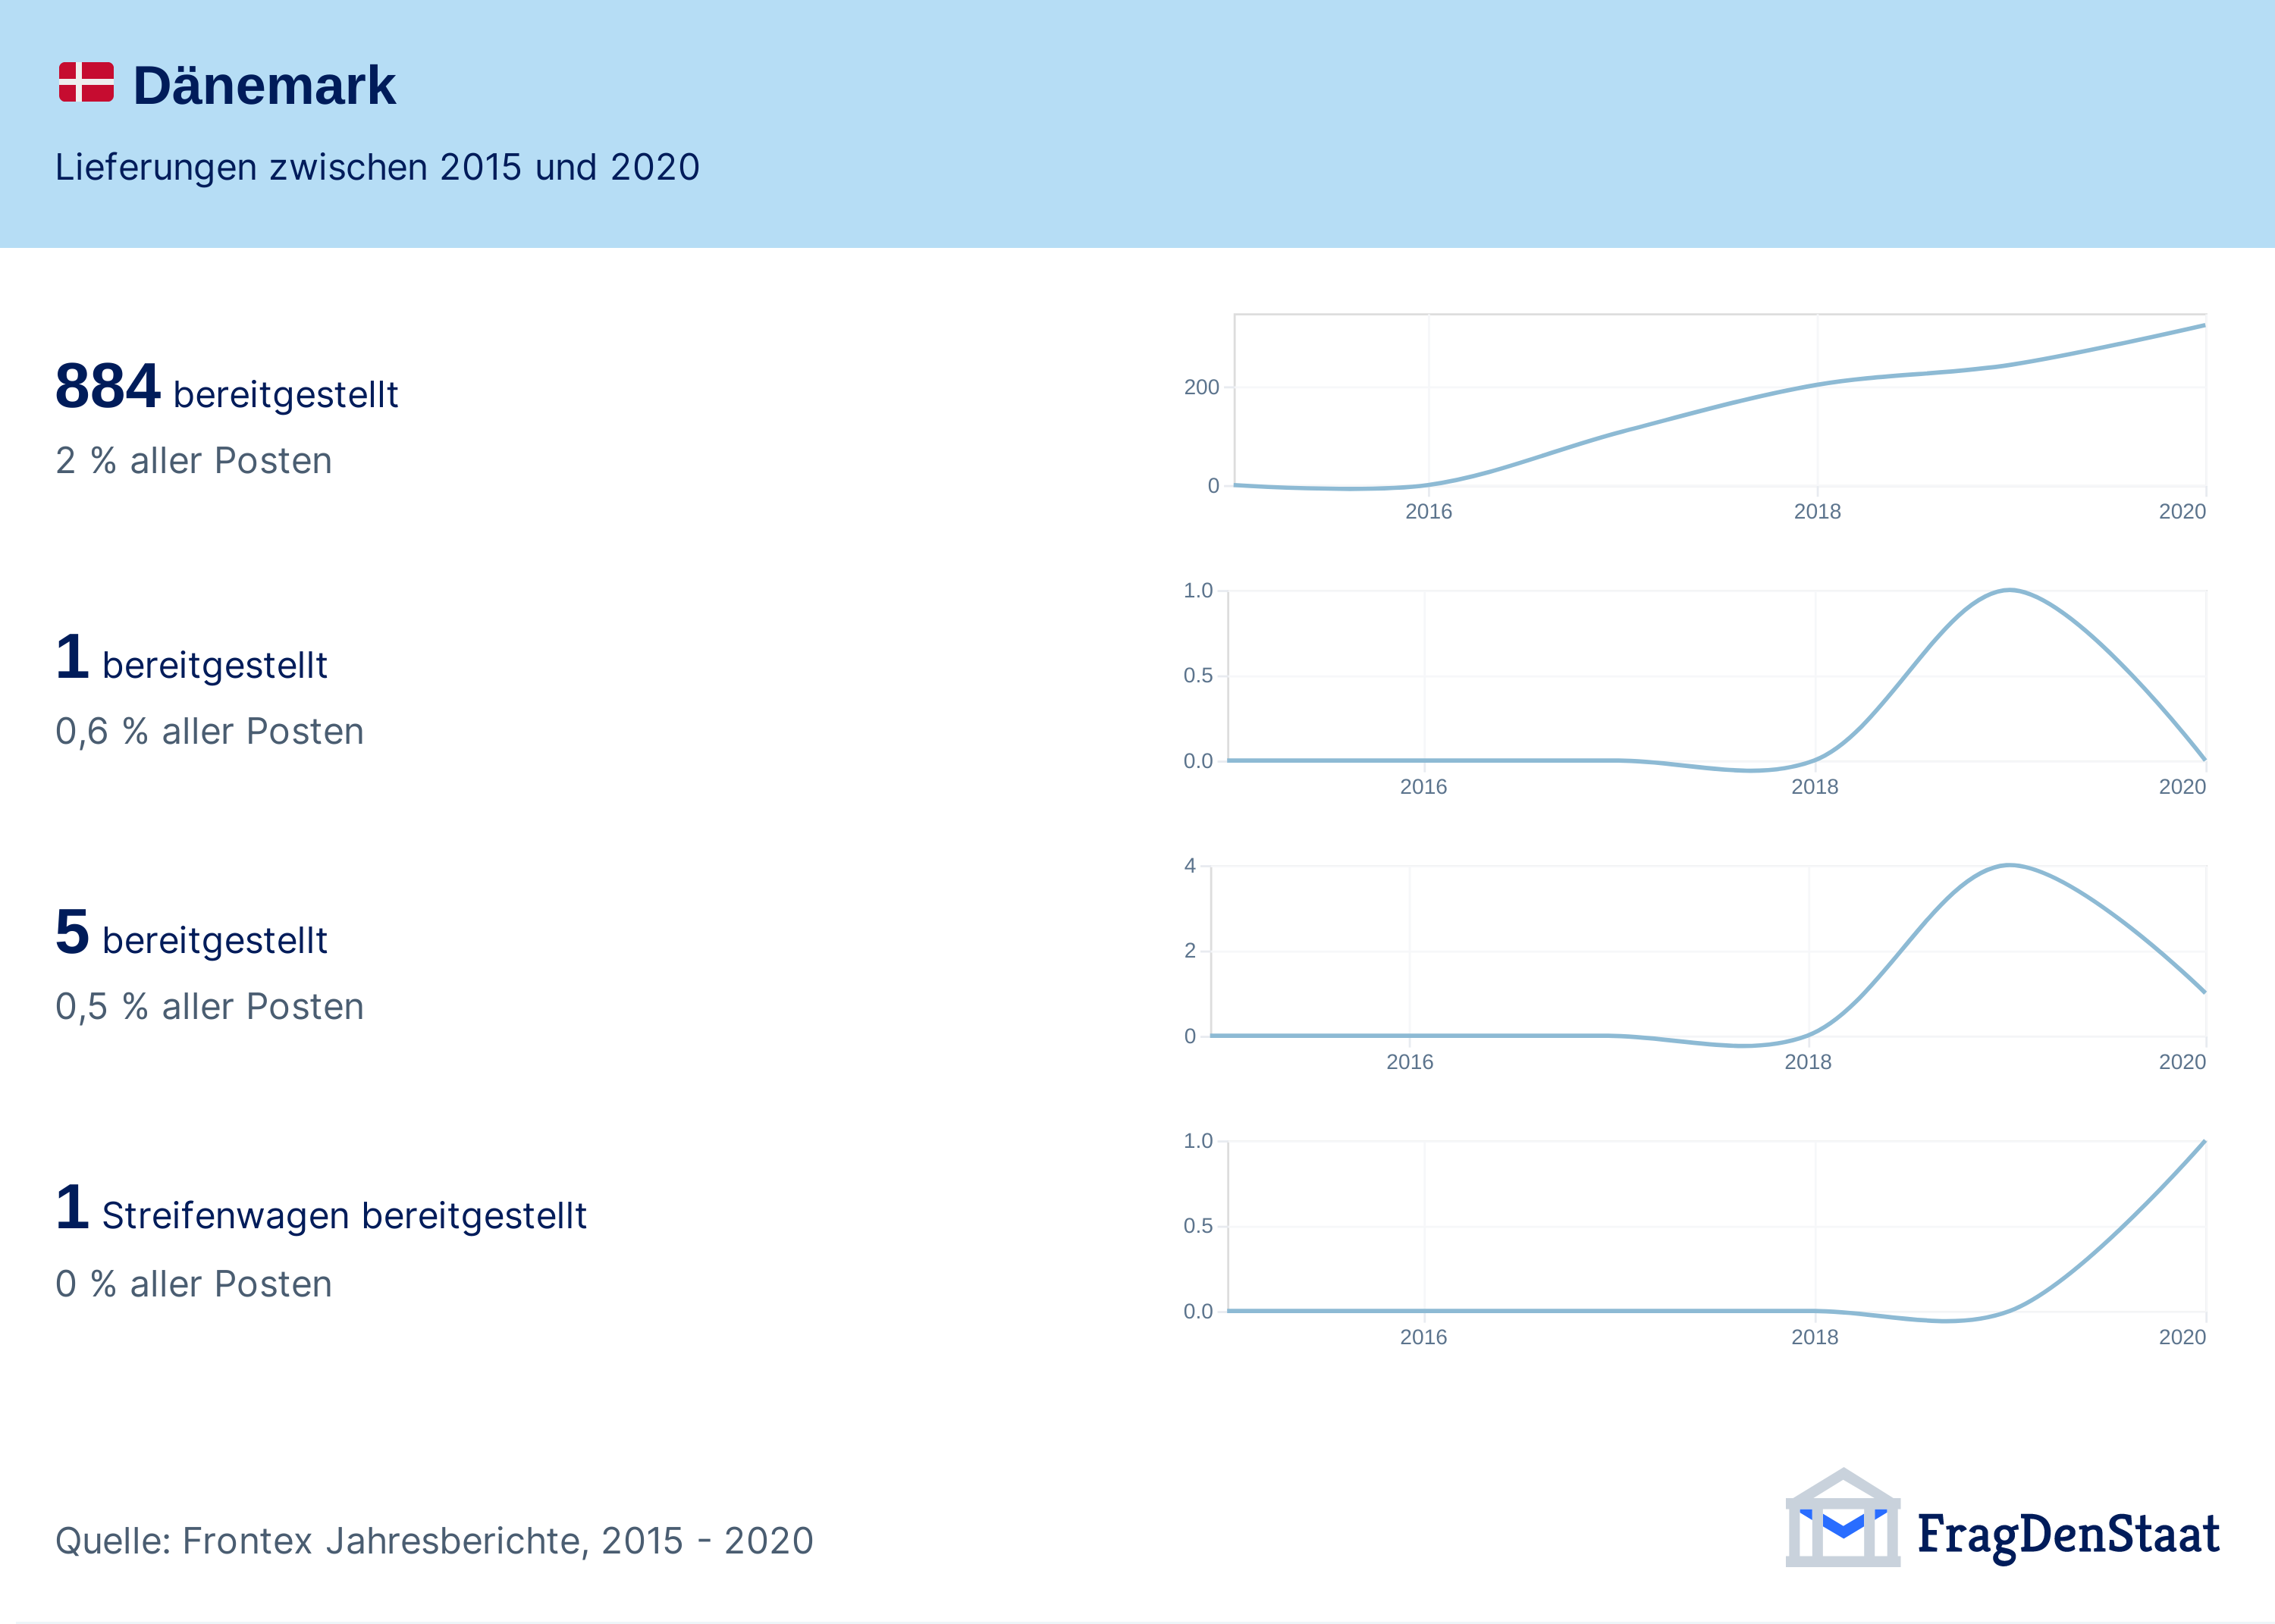 Dänemark
Lieferungen zwischen 2015 und 2020
884 bereitgestellt
2 % aller Posten
200
0
2016 2018 2020
1 bereitgestellt
0,6 % aller Posten
1.0
0.5
0.0
2016 2018 2020
5 bereitgestellt
0,5 % aller Posten
4
2
0
2016 2018 2020
1 Streifenwagen bereitgestellt
0 % aller Posten
1.0
0.5
0.0
2016 2018 2020
Quelle: Frontex Jahresberichte, 2015 - 2020
FragDenStaat